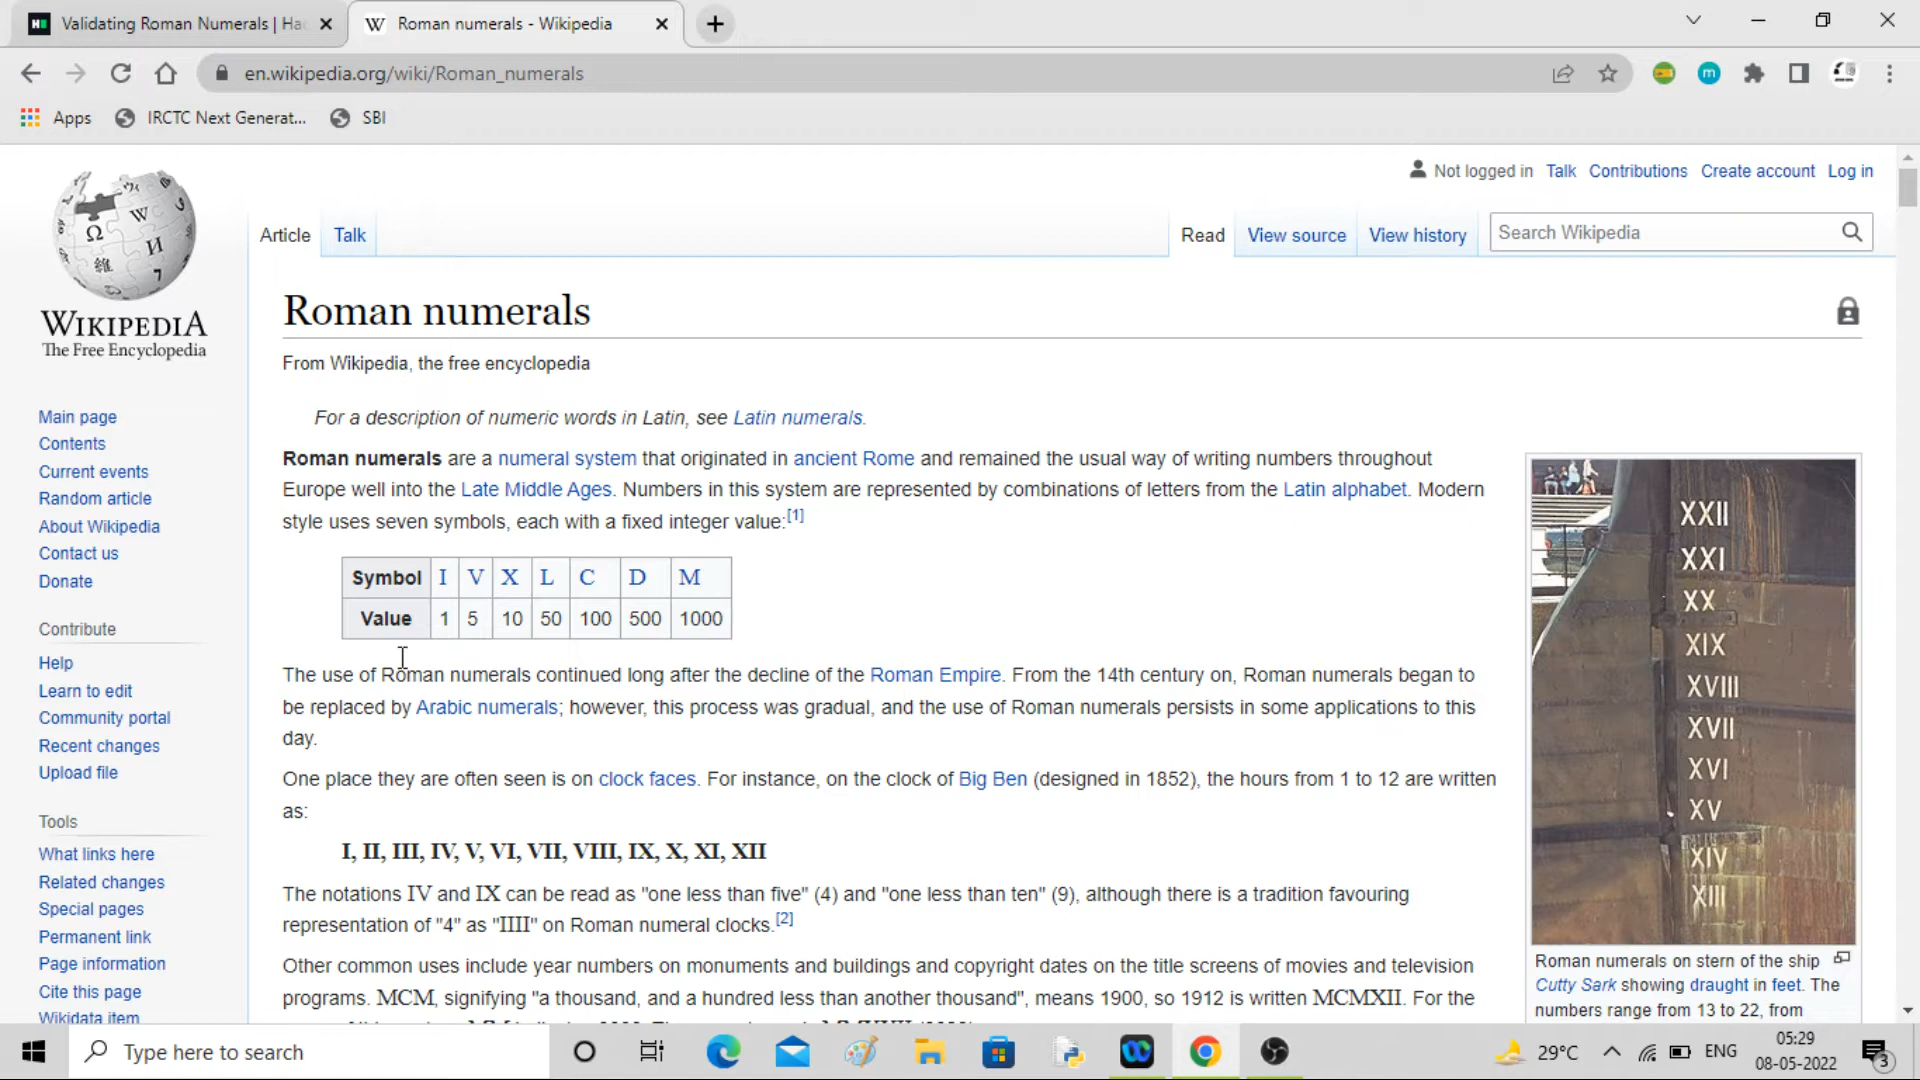 Validating Roman Numerals | Ha
Roman numerals - Wikipedia
en.wikipedia.org/wiki/Roman_numerals
m
Apps
IRCTC Next Generat...
SBI
Not logged in Talk Contributions Create account Log in
Article Talk Read View source View history Search Wikipedia
WIKIPEDIA
The Free Encyclopedia
Main page
Contents
Current events
Random article
About Wikipedia
Contact us
Donate
Contribute
Help
Learn to edit
Community portal
Recent changes
Upload file
Tools
What links here
Related changes
Special pages
Permanent link
Page information
Cite this page
Wikidata item
Roman numerals
From Wikipedia, the free encyclopedia
For a description of numeric words in Latin, see Latin numerals.
Roman numerals are a numeral system that originated in ancient Rome and remained the usual way of writing numbers throughout
Europe well into the Late Middle Ages. Numbers in this system are represented by combinations of letters from the Latin alphabet. Modern
style uses seven symbols, each with a fixed integer value:[1]
Symbol I V X L C D M
Value 1 5 10 50 100 500 1000
The use of Roman numerals continued long after the decline of the Roman Empire. From the 14th century on, Roman numerals began to
be replaced by Arabic numerals; however, this process was gradual, and the use of Roman numerals persists in some applications to this
day.
One place they are often seen is on clock faces. For instance, on the clock of Big Ben (designed in 1852), the hours from 1 to 12 are written
as:
I, II, III, IV, V, VI, VII, VIII, IX, X, XI, XII
The notations IV and IX can be read as "one less than five" (4) and "one less than ten" (9), although there is a tradition favouring
representation of "4" as "IIII" on Roman numeral clocks.[2]
Other common uses include year numbers on monuments and buildings and copyright dates on the title screens of movies and television
programs. MCM, signifying "a thousand, and a hundred less than another thousand", means 1900, so 1912 is written MCMXII. For the
XXII
XXI
XX
XIX
XVIII
XVII
XVI
XV
XIV
XIII
Roman numerals on stern of the ship
Cutty Sark showing draught in feet. The
numbers range from 13 to 22, from
Type here to search
29°C
ENG
05:29
08-05-2022
3